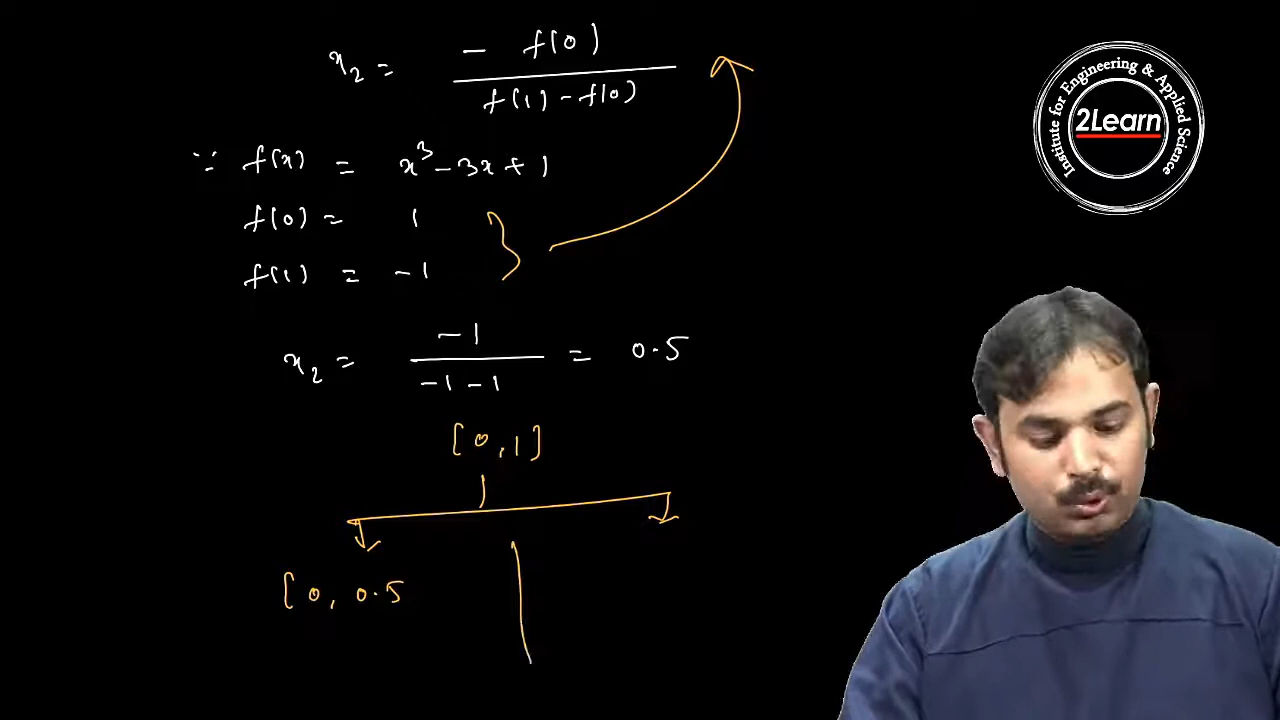 x₂ = - f(0) / f(1) - f(0)
∵ f(x) = x³ - 3x + 1
f(0) = 1
f(1) = -1
x₂ = -1 / -1 - 1 = 0.5
[0, 1]
[0, 0.5
Institute for Engineering & Applied Science
2Learn